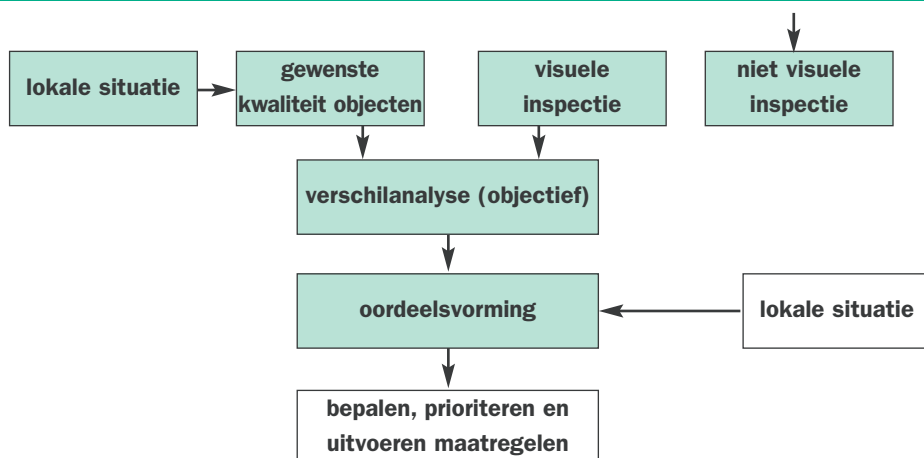 lokale situatie
gewenste
kwaliteit objecten
visuele
inspectie
niet visuele
inspectie
verschilanalyse (objectief)
oordeelsvorming
lokale situatie
bepalen, prioriteren en
uitvoeren maatregelen